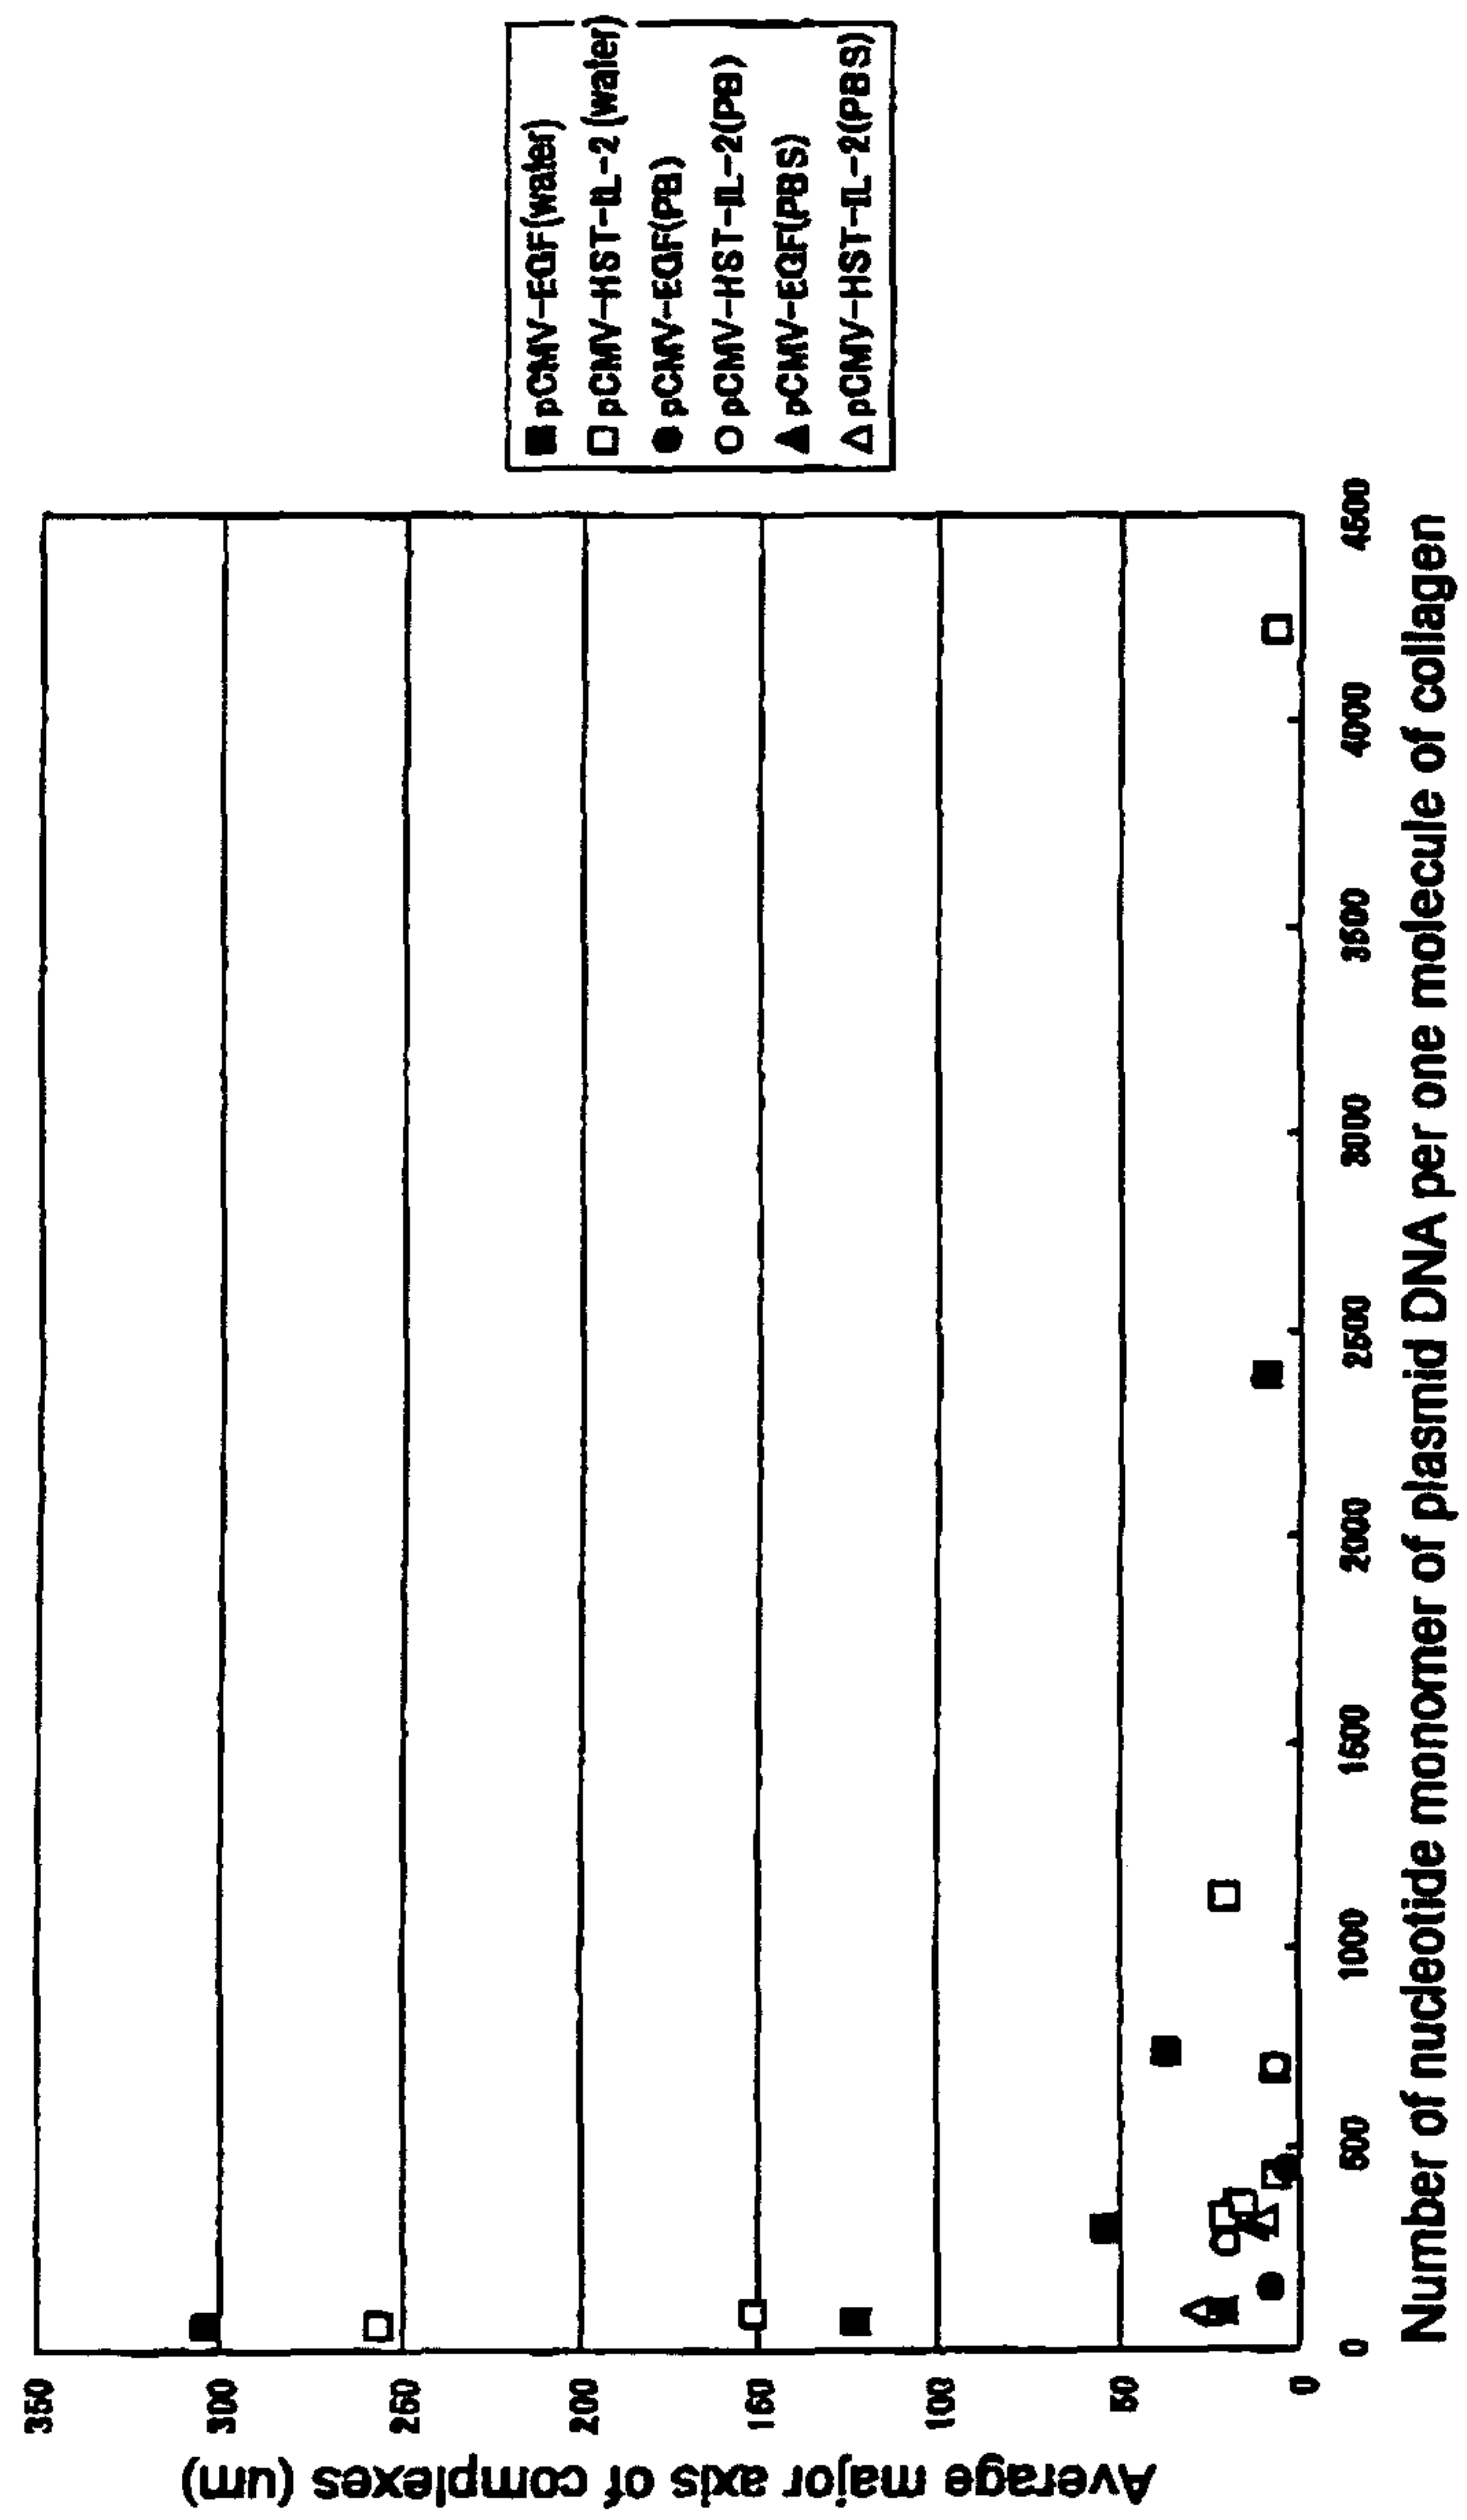 Average major axis of complexes (um)
350
300
250
200
150
100
50
0
0
500
1000
1500
2000
2500
3000
3500
4000
4500
Number of nucleotide monomer of plasmid DNA per one molecule of collagen
pCMV-EGF(water)
pCMV-HST-IL-2(water)
pCMV-EGF(PB)
pCMV-HST-IL-2(PB)
pCMV-EGF(PBS)
pCMV-HST-IL-2(PBS)